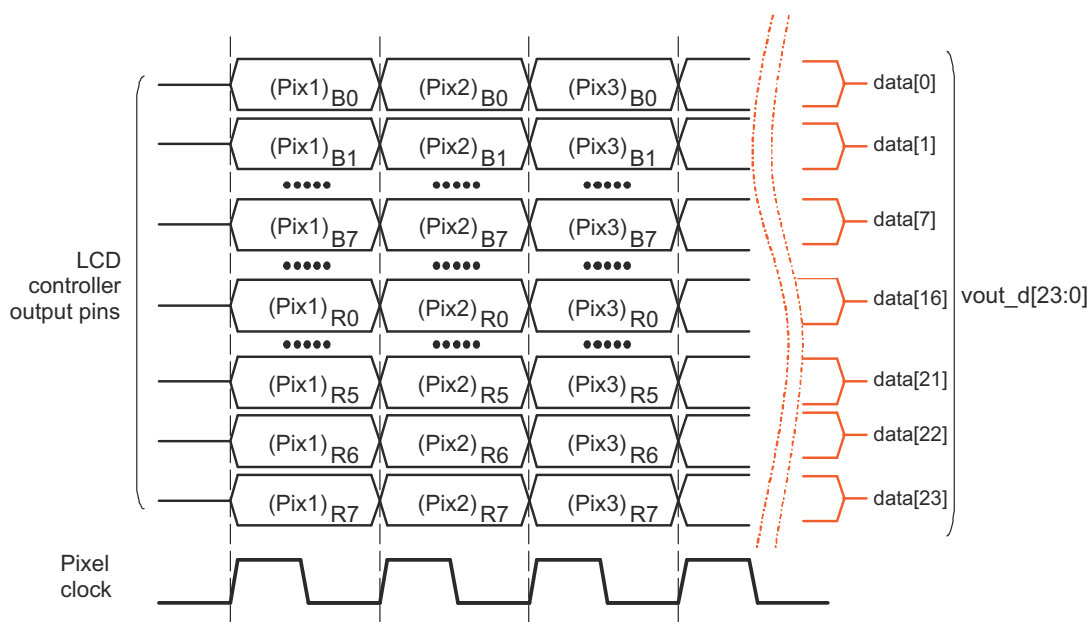 (Pix1)B0 (Pix2)B0 (Pix3)B0 data[0]
(Pix1)B1 (Pix2)B1 (Pix3)B1 data[1]
(Pix1)B7 (Pix2)B7 (Pix3)B7 data[7]
LCD
controller
output pins
(Pix1)R0 (Pix2)R0 (Pix3)R0 data[16] vout_d[23:0]
(Pix1)R5 (Pix2)R5 (Pix3)R5 data[21]
(Pix1)R6 (Pix2)R6 (Pix3)R6 data[22]
(Pix1)R7 (Pix2)R7 (Pix3)R7 data[23]
Pixel
clock